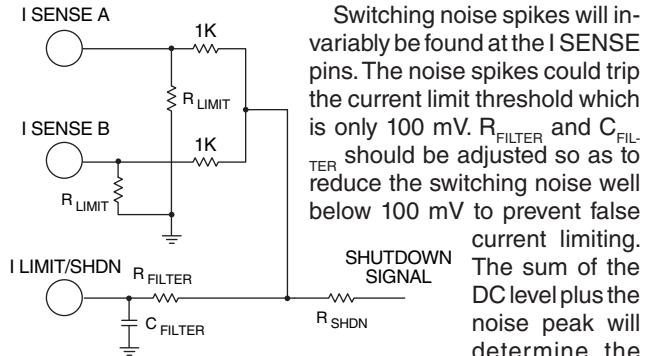 I SENSE A
1K
R LIMIT
I SENSE B
1K
R LIMIT
I LIMIT/SHDN
R FILTER
C FILTER
SHUTDOWN
SIGNAL
R SHDN
Switching noise spikes will in-
variably be found at the I SENSE
pins. The noise spikes could trip
the current limit threshold which
is only 100 mV. RFILTER and CFIL-
TER should be adjusted so as to
reduce the switching noise well
below 100 mV to prevent false
current limiting.
The sum of the
DC level plus the
noise peak will
determine the